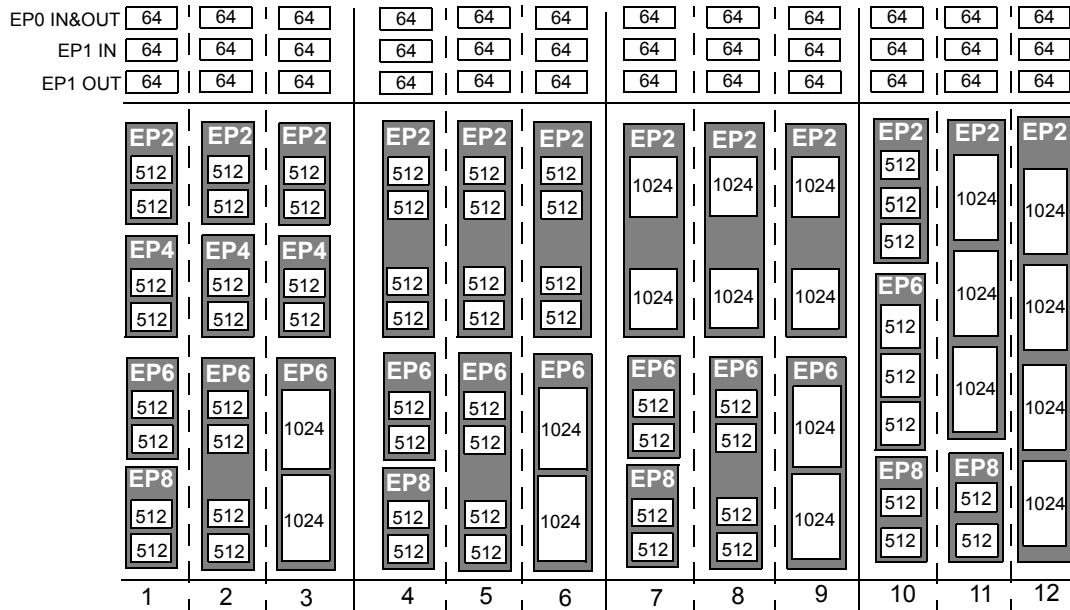 EP0 IN&OUT 64 64 64 64 64 64 64 64 64 64 64 64
EP1 IN 64 64 64 64 64 64 64 64 64 64 64 64
EP1 OUT 64 64 64 64 64 64 64 64 64 64 64 64
EP2 EP2 EP2 EP2 EP2 EP2 EP2 EP2 EP2 EP2 EP2 EP2
512 512 512 512 512 512 1024 1024 1024 512 1024 1024
512 512 512 512 512 512 512
EP4 EP4 EP4 512
512 512 512 512 512 512 1024 1024 1024 EP6 1024 1024
512 512 512 512 512 512 512
EP6 EP6 EP6 EP6 EP6 EP6 EP6 EP6 EP6 512 1024
512 512 1024 512 512 1024 512 512 1024 512 1024
512 512 512 512 512 512
EP8 EP8 EP8 EP8 EP8
512 512 1024 512 512 1024 512 512 1024 512 512 1024
512 512 512 512 512 512 512 512
1 2 3 4 5 6 7 8 9 10 11 12